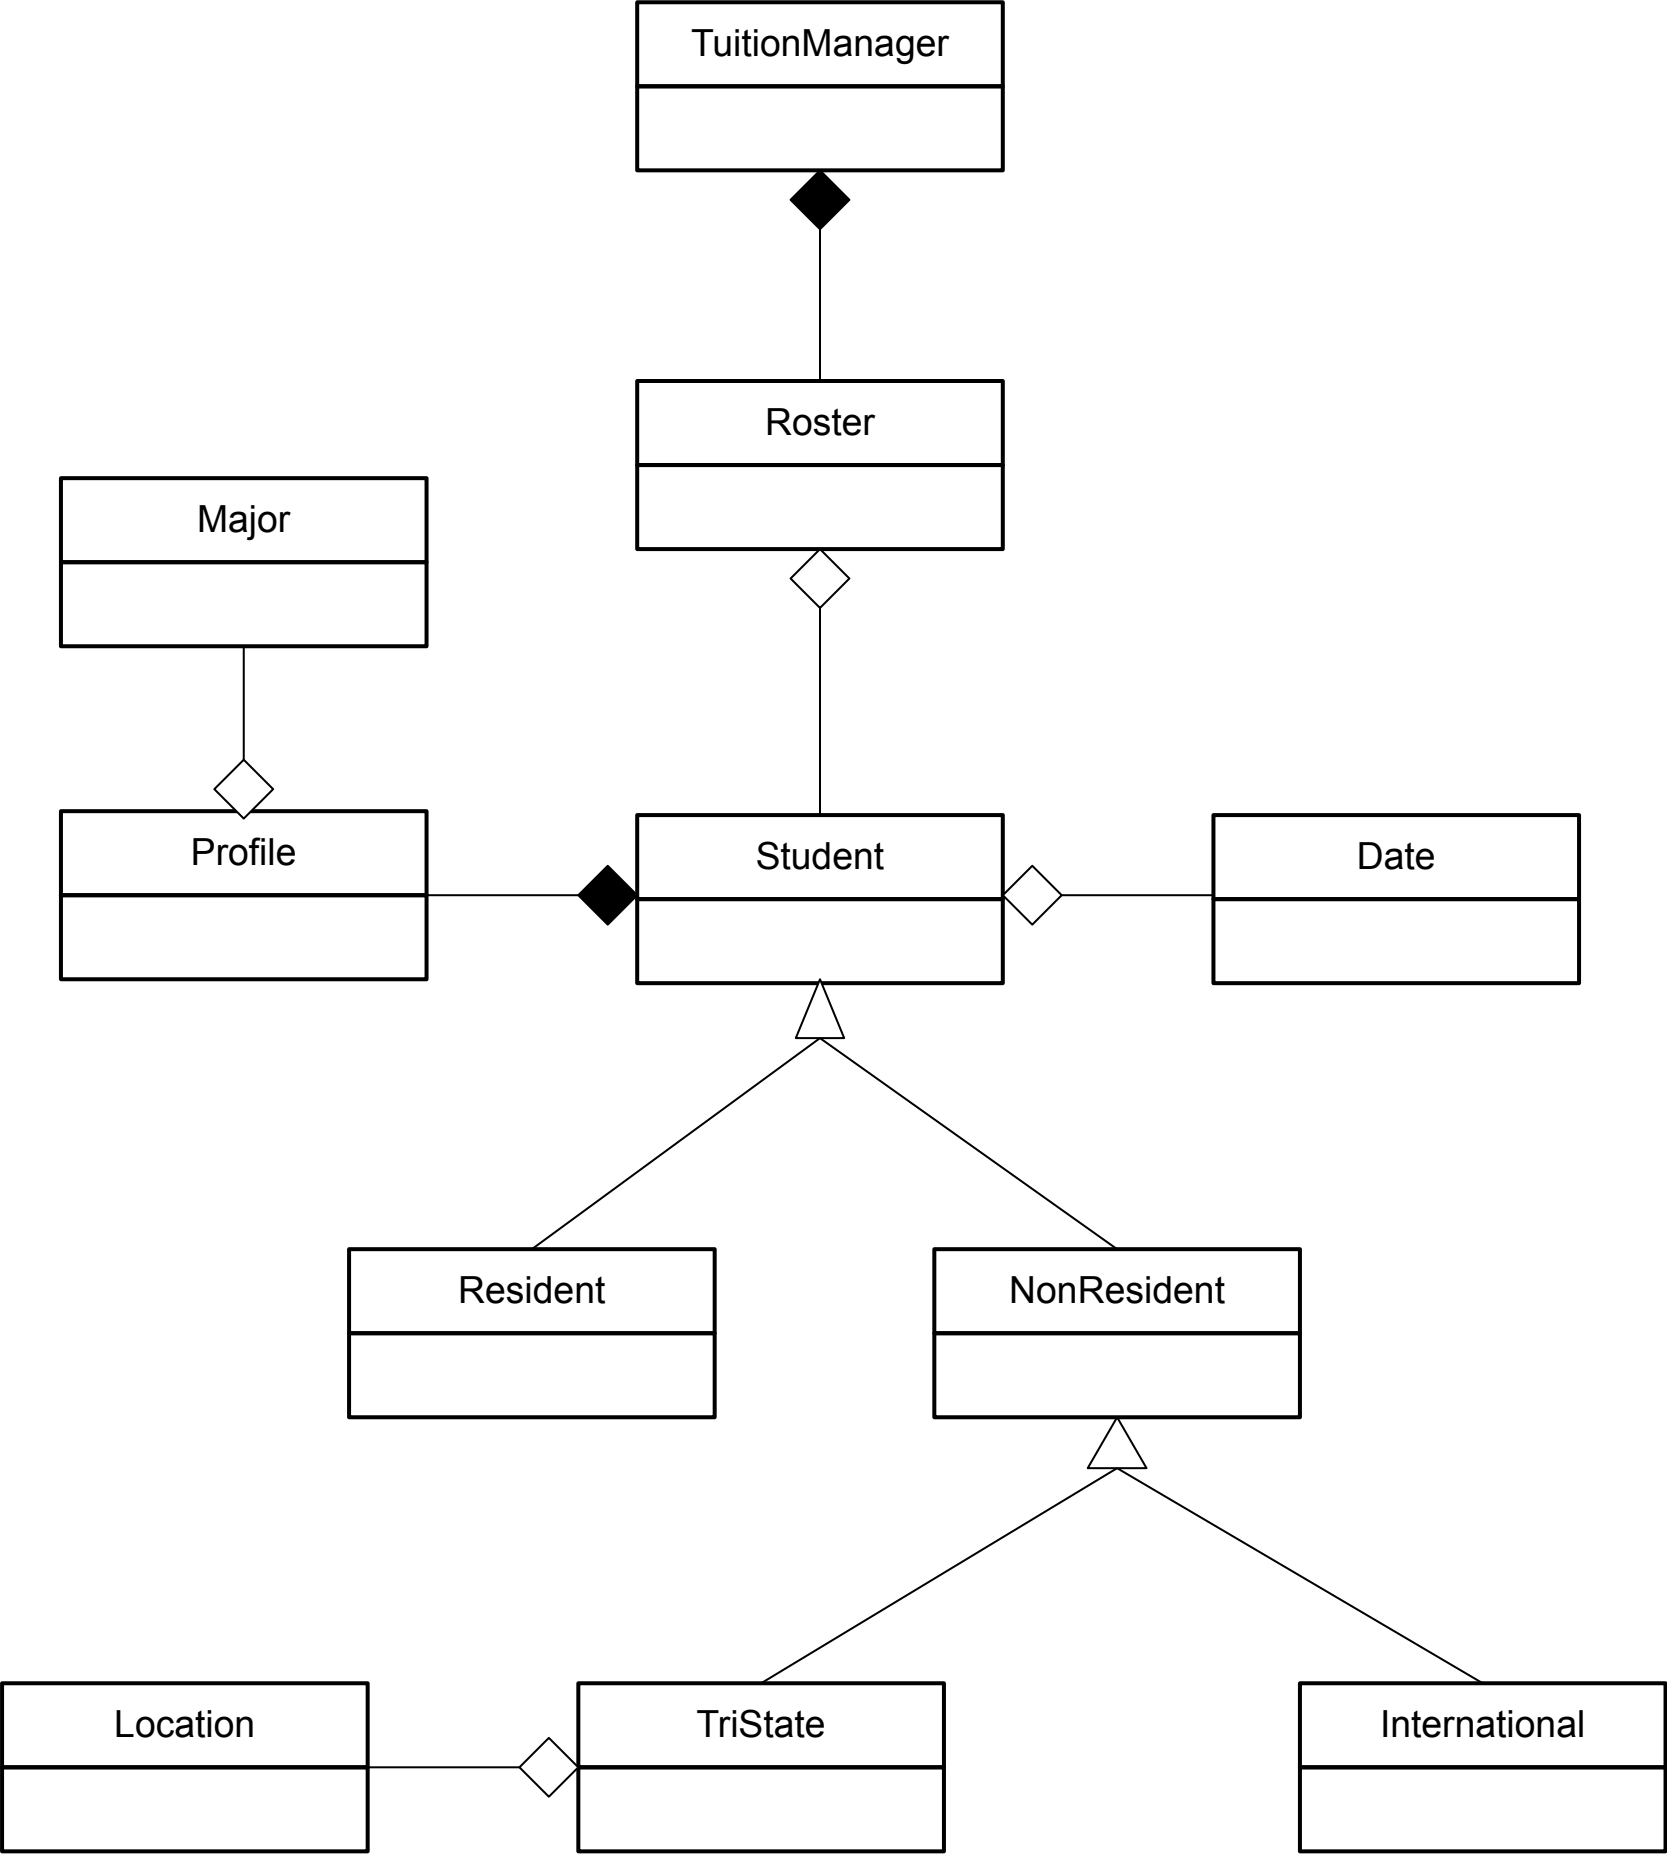 TuitionManager
Roster
Major
Profile
Student
Date
Resident
NonResident
Location
TriState
International